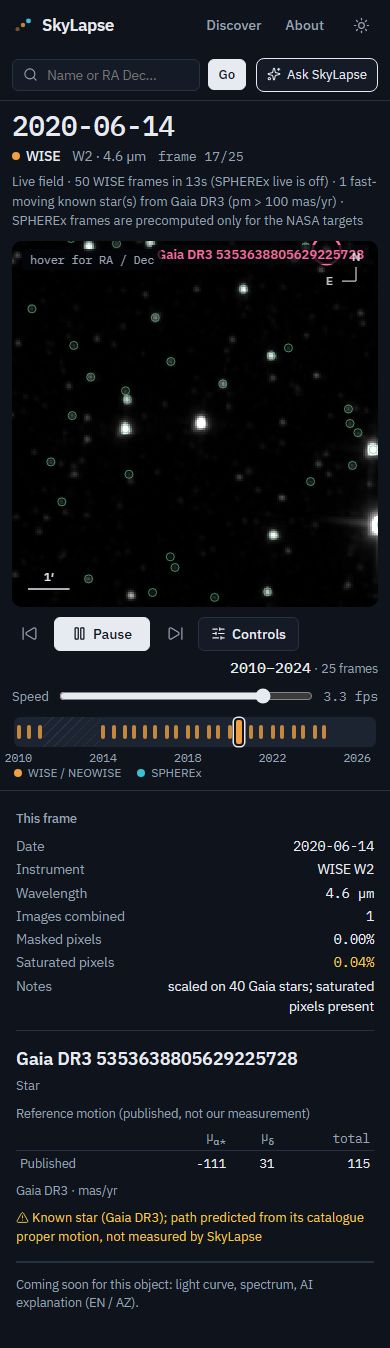 SkyLapse
Discover
About
Name or RA Dec...
Go
Ask SkyLapse
2020-06-14
WISE W2 · 4.6 µm frame 17/25
Live field · 50 WISE frames in 13s (SPHEREx live is off) · 1 fast-
moving known star(s) from Gaia DR3 (pm > 100 mas/yr) ·
SPHEREx frames are precomputed only for the NASA targets
hover for RA / Dec
Gaia DR3 5353638805629225728
N
E
1′
Pause
Controls
2010–2024 · 25 frames
Speed
3.3 fps
2010 2014 2018 2022 2026
WISE / NEOWISE SPHEREx
This frame
Date 2020-06-14
Instrument WISE W2
Wavelength 4.6 µm
Images combined 1
Masked pixels 0.00%
Saturated pixels 0.04%
Notes scaled on 40 Gaia stars; saturated
pixels present
Gaia DR3 5353638805629225728
Star
Reference motion (published, not our measurement)
μα* μδ total
Published -111 31 115
Gaia DR3 · mas/yr
⚠ Known star (Gaia DR3); path predicted from its catalogue
proper motion, not measured by SkyLapse
Coming soon for this object: light curve, spectrum, AI
explanation (EN / AZ).